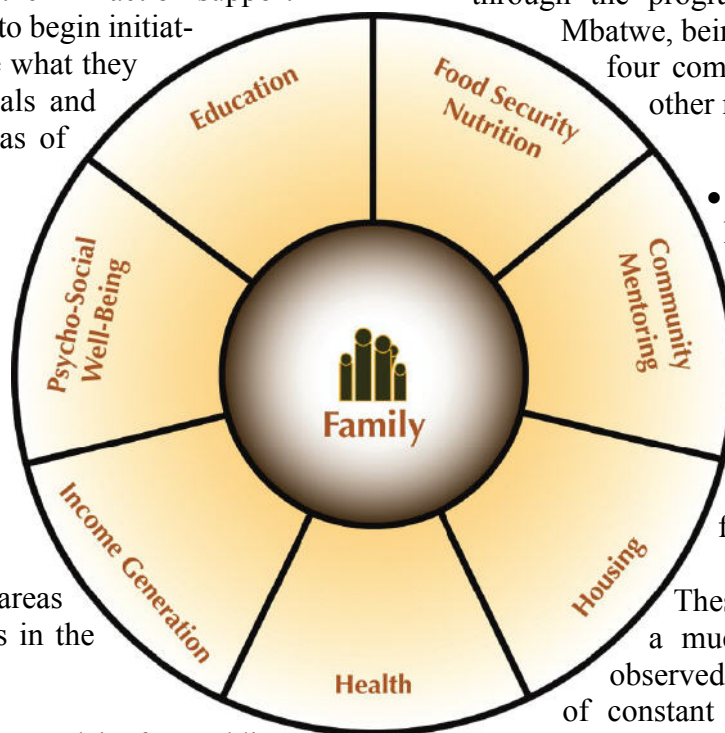 to begin initiat-
what they
als and
as of
through the progr
Mbatwe, bein
four com
other r
•
Education
Food Security
Nutrition
Community
Mentoring
Housing
Health
Income Generation
Psycho-Social
Well-Being
Family
areas
s in the
f
Thes
a muc
observed
of constant